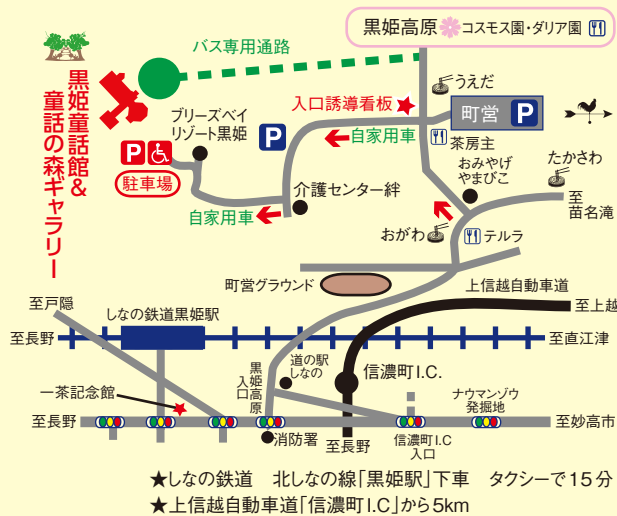 黒姫高原 コスモス園・ダリア園
バス専用通路
うえだ
入口誘導看板
町営 P
黒姫童話館&
童話の森ギャラリー
ブリーズベイ
リゾート黒姫
P
自家用車
茶房主
P
駐車場
おみやげ
やまびこ
たかさわ
介護センター絆
至
苗名滝
自家用車
おがわ
テルラ
町営グラウンド
上信越自動車道
至戸隠
しなの鉄道黒姫駅
至上越
至長野
至直江津
黒姫高原
入口
道の駅
しなの
信濃町I.C.
一茶記念館
ナウマンゾウ
発掘地
至長野
至妙高市
消防署
至長野
信濃町I.C
入口
★しなの鉄道 北しなの線「黒姫駅」下車 タクシーで15分
★上信越自動車道「信濃町I.C」から5km